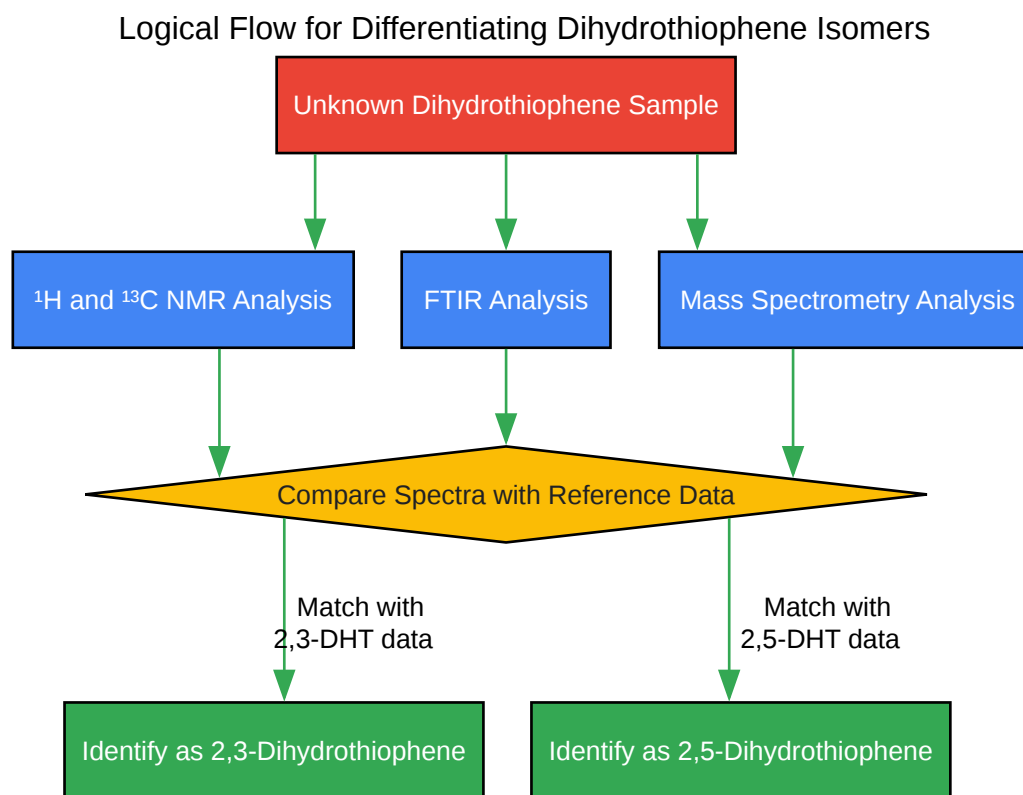 Logical Flow for Differentiating Dihydrothiophene Isomers
Unknown Dihydrothiophene Sample
¹H and ¹³C NMR Analysis
FTIR Analysis
Mass Spectrometry Analysis
Compare Spectra with Reference Data
Match with
2,3-DHT data
Match with
2,5-DHT data
Identify as 2,3-Dihydrothiophene
Identify as 2,5-Dihydrothiophene